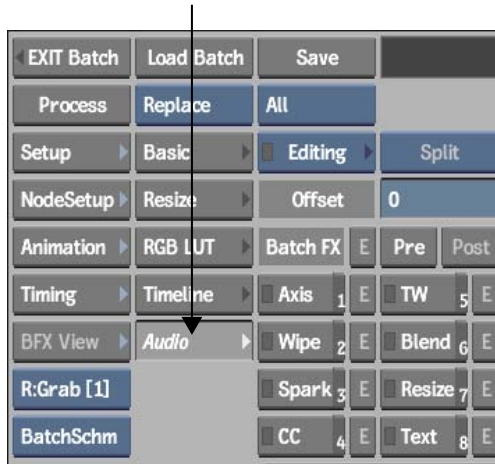 EXIT Batch Load Batch Save
Process Replace All
Setup Basic Editing Split
NodeSetup Resize Offset 0
Animation RGB LUT Batch FX E Pre Post
Timing Timeline Axis 1 E TW 5 E
BFX View Audio Wipe 2 E Blend 6 E
R:Grab [1] Spark 3 E Resize 7 E
BatchSchm CC 4 E Text 8 E